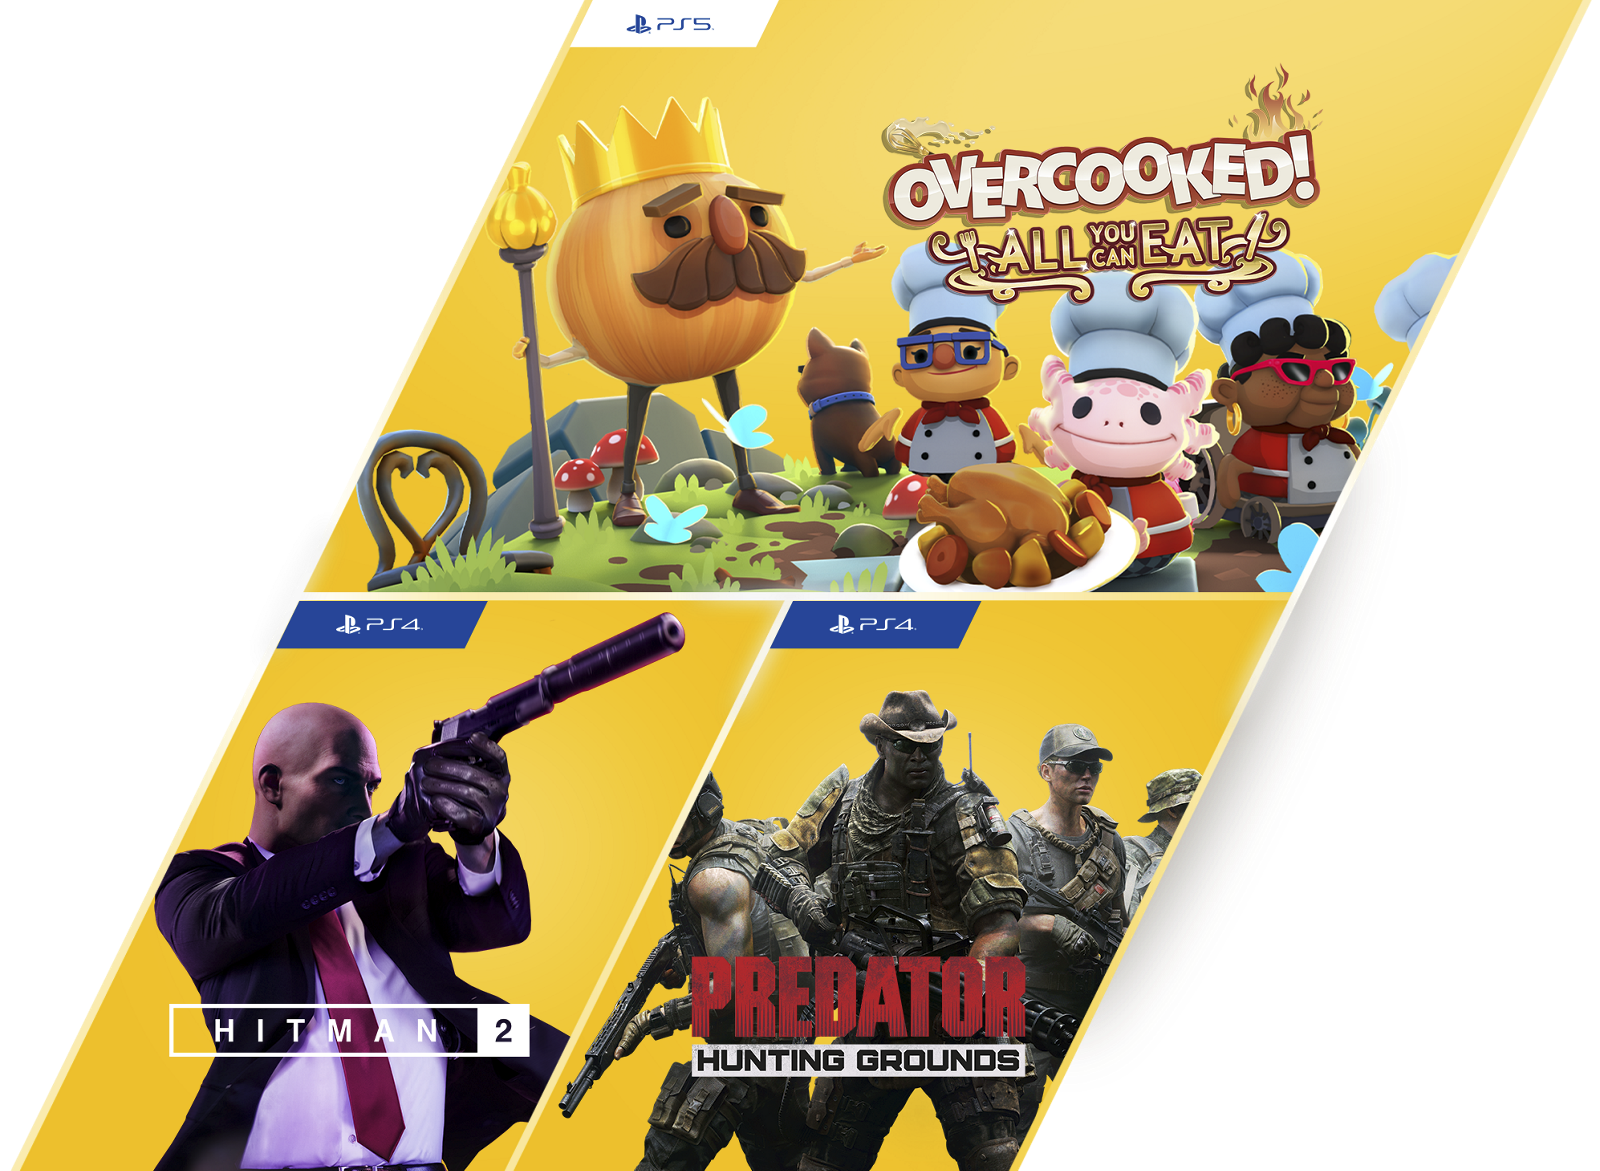 PS5
OVERCOOKED!
ALL YOU CAN EAT
PS4
HITMAN 2
PS4
PREDATOR
HUNTING GROUNDS